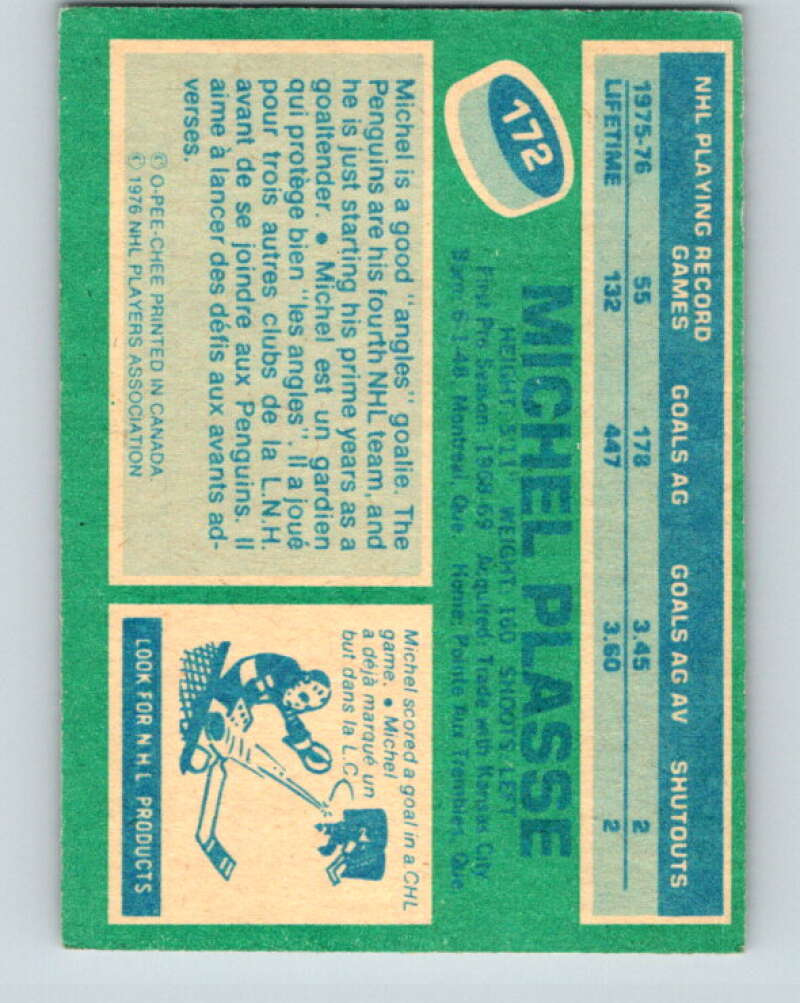 NHL PLAYING RECORD
GAMES GOALS AG GOALS AG AV SHUTOUTS
1975-76 55 178 3.45 2
LIFETIME 132 447 3.60 2
172
MICHEL PLASSE
HEIGHT: 5'11" WEIGHT: 160 SHOOTS: LEFT
First Pro Season: 1968-69 Acquired: Trade with Kansas City
Born: 6-1-48 Montreal, Que. Home: Pointe Aux Trembles, Que.
Michel is a good "angles" goalie. The
Penguins are his fourth NHL team, and
he is just starting his prime years as a
goaltender. ● Michel est un gardien
qui protège bien "les angles". Il a joué
pour trois autres clubs de la L.N.H.
avant de se joindre aux Penguins. Il
aime à lancer des défis aux avants ad-
verses.
© O-PEE-CHEE PRINTED IN CANADA.
© 1976 NHL PLAYERS ASSOCIATION
Michel scored a goal in a CHL
game. ● Michel
a déjà marqué un
but dans la L.C.
2
LOOK FOR N H L PRODUCTS